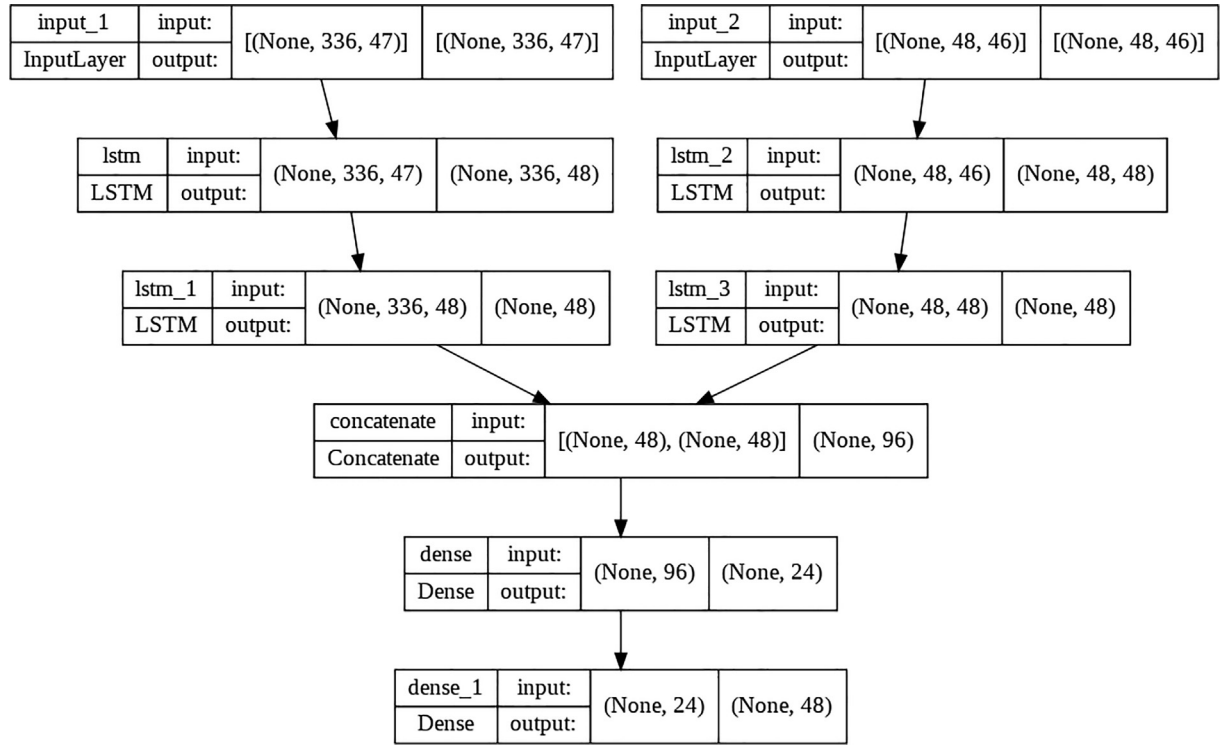 input_1 input: [(None, 336, 47)] [(None, 336, 47)]
InputLayer output:
input_2 input: [(None, 48, 46)] [(None, 48, 46)]
InputLayer output:
lstm input: (None, 336, 47) (None, 336, 48)
LSTM output:
lstm_2 input: (None, 48, 46) (None, 48, 48)
LSTM output:
lstm_1 input: (None, 336, 48) (None, 48)
LSTM output:
lstm_3 input: (None, 48, 48) (None, 48)
LSTM output:
concatenate input: [(None, 48), (None, 48)] (None, 96)
Concatenate output:
dense input: (None, 96) (None, 24)
Dense output:
dense_1 input: (None, 24) (None, 48)
Dense output: